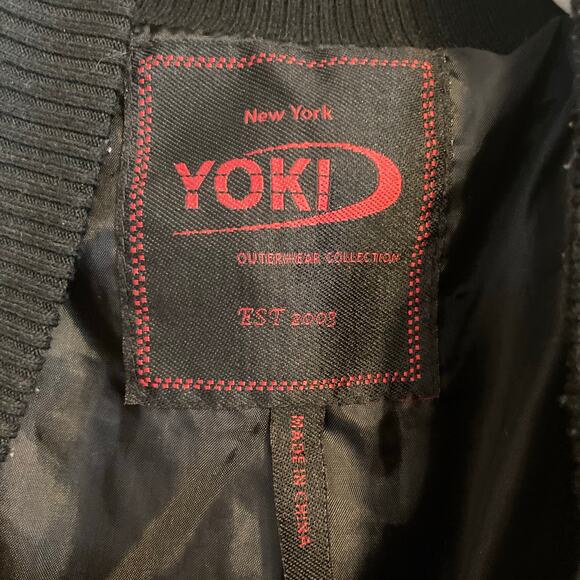 New York
YOKI
OUTERWEAR COLLECTION
EST 2003
MADE IN CHINA